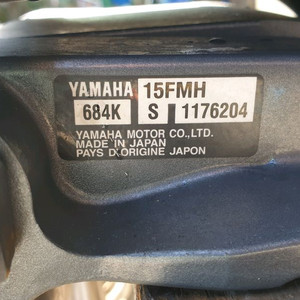 YAMAHA 15FMH
684K S 1176204
YAMAHA MOTOR CO.,LTD.
MADE IN JAPAN
PAYS D'ORIGINE JAPON